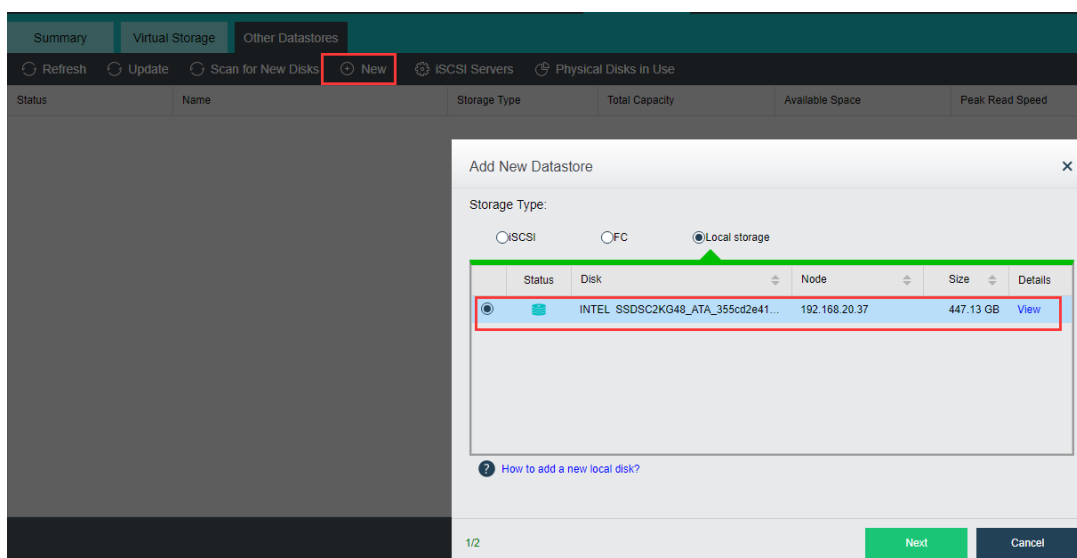 Summary Virtual Storage Other Datastores
Refresh Update Scan for New Disks New iSCSI Servers Physical Disks in Use
Status Name Storage Type Total Capacity Available Space Peak Read Speed
Add New Datastore
Storage Type:
iSCSI FC Local storage
Status Disk Node Size Details
INTEL SSDSC2KG48_ATA_355cd2e41... 192.168.20.37 447.13 GB View
? How to add a new local disk?
1/2 Next Cancel